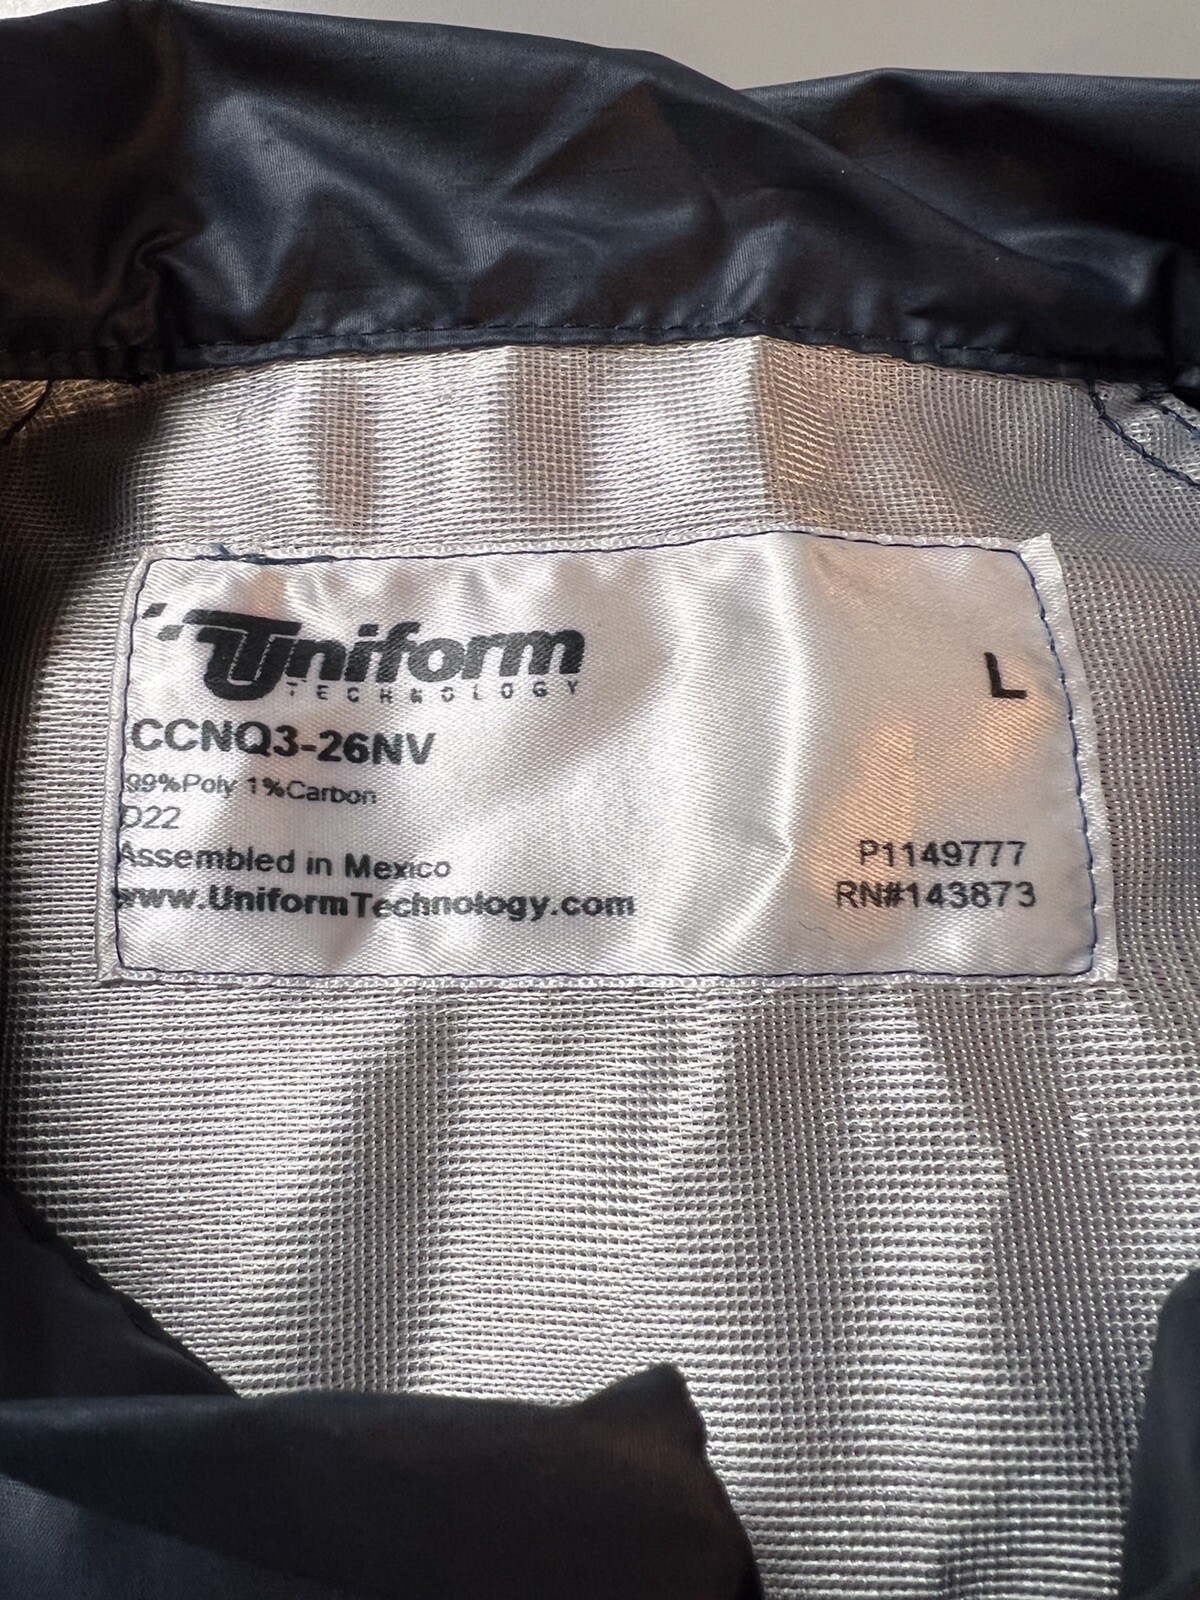 Uniform
TECHNOLOGY
L
CCNQ3-26NV
99%Poly 1%Carbon
D22
Assembled in Mexico
www.UniformTechnology.com
P1149777
RN#143873